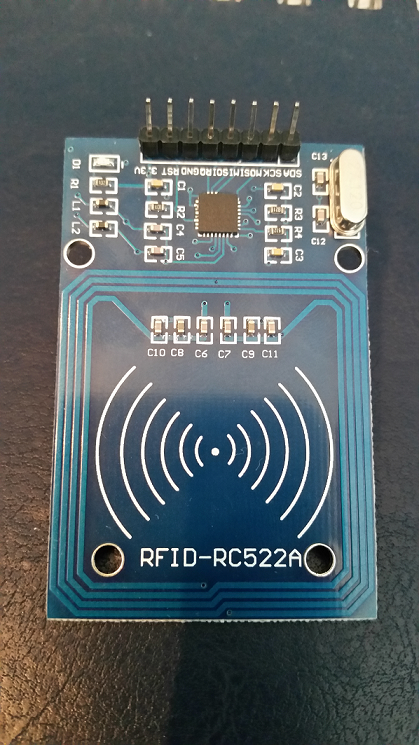 C13
D1
SDA SCK MOSI MISO IRQ GND RST 3.3V
R1
C1
C2
L1
R2
R3
L2
C4
R4
C12
C5
C3
C10 C8 C6 C7 C9 C11
RFID-RC522A